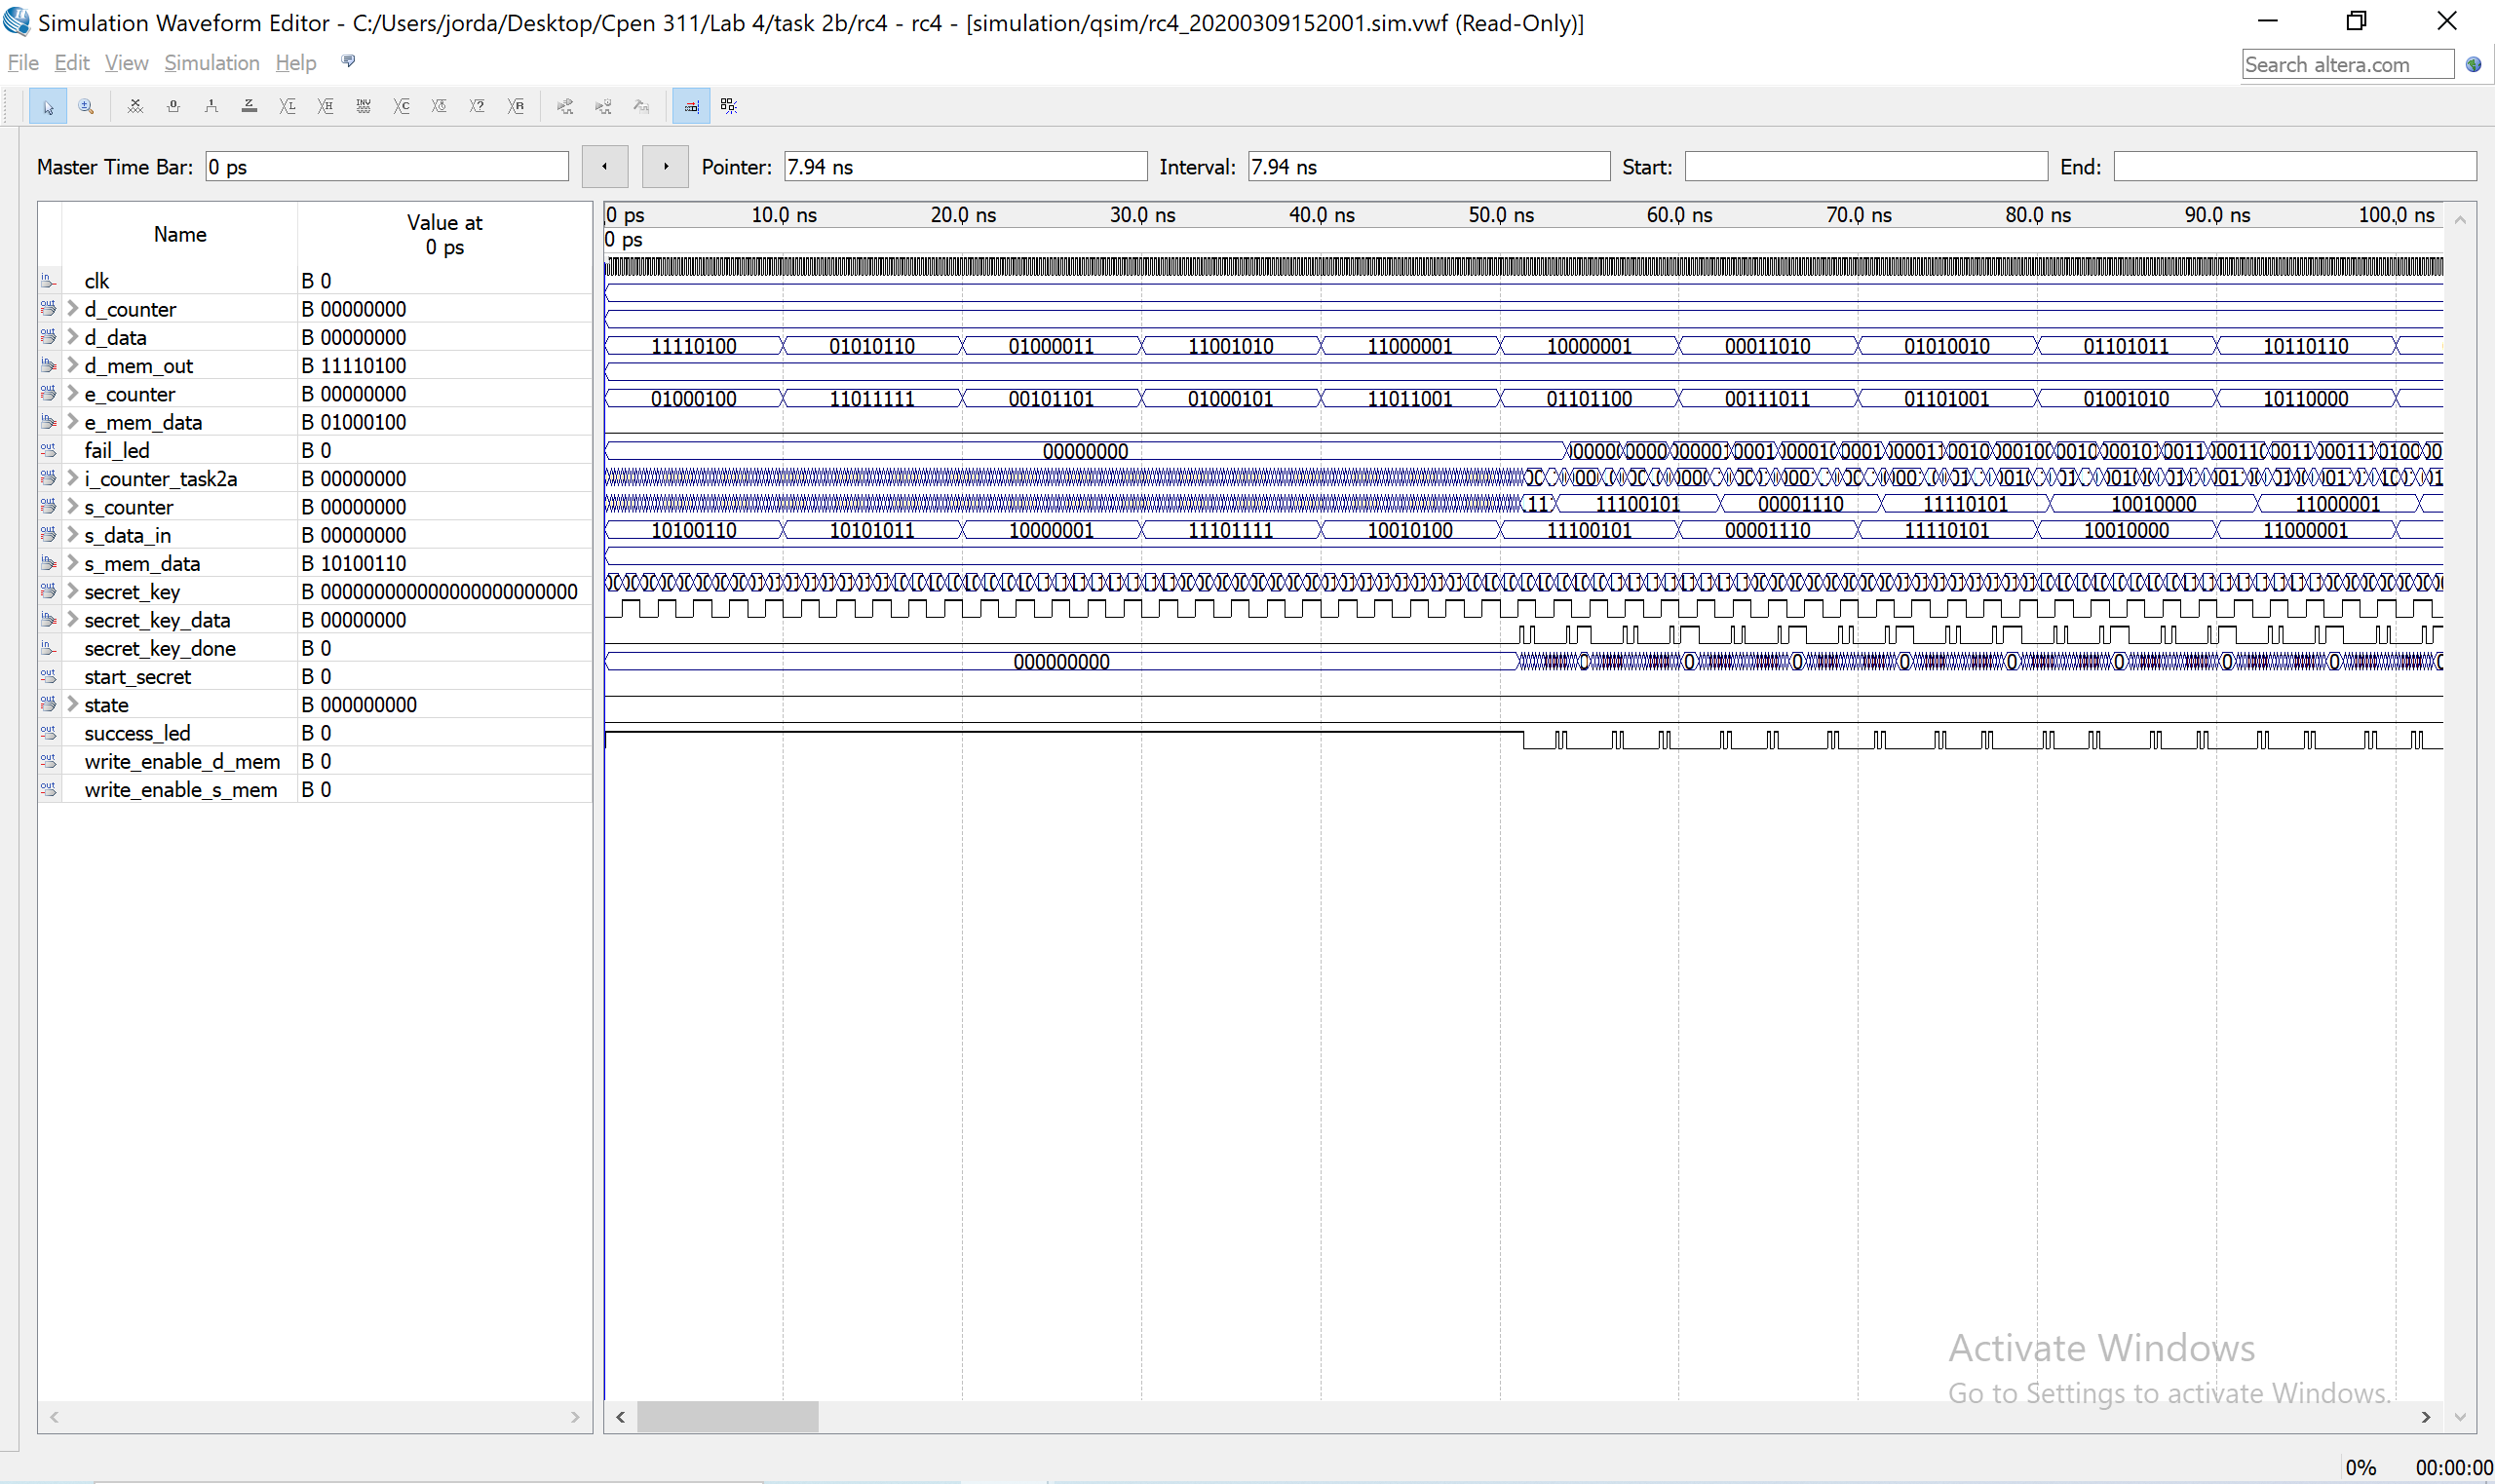 Simulation Waveform Editor - C:/Users/jorda/Desktop/Cpen 311/Lab 4/task 2b/rc4 - rc4 - [simulation/qsim/rc4_20200309152001.sim.vwf (Read-Only)]
File Edit View Simulation Help
Search altera.com
Master Time Bar: 0 ps Pointer: 7.94 ns Interval: 7.94 ns Start: End:
Name Value at 0 ps
0 ps 10.0 ns 20.0 ns 30.0 ns 40.0 ns 50.0 ns 60.0 ns 70.0 ns 80.0 ns 90.0 ns 100.0 ns
0 ps
clk B 0
d_counter B 00000000
d_data B 00000000
11110100 01010110 01000011 11001010 11000001 10000001 00011010 01010010 01101011 10110110
d_mem_out B 11110100
e_counter B 00000000
01000100 11011111 00101101 01000101 11011001 01101100 00111011 01101001 01001010 10110000
e_mem_data B 01000100
fail_led B 0
00000000
i_counter_task2a B 00000000
s_counter B 00000000
11100101 00001110 11110101 10010000 11000001
s_data_in B 00000000
10100110 10101011 10000001 11101111 10010100 11100101 00001110 11110101 10010000 11000001
s_mem_data B 10100110
secret_key B 000000000000000000000000
secret_key_data B 00000000
secret_key_done B 0
000000000
start_secret B 0
state B 000000000
success_led B 0
write_enable_d_mem B 0
write_enable_s_mem B 0
Activate Windows
Go to Settings to activate Windows.
0% 00:00:00